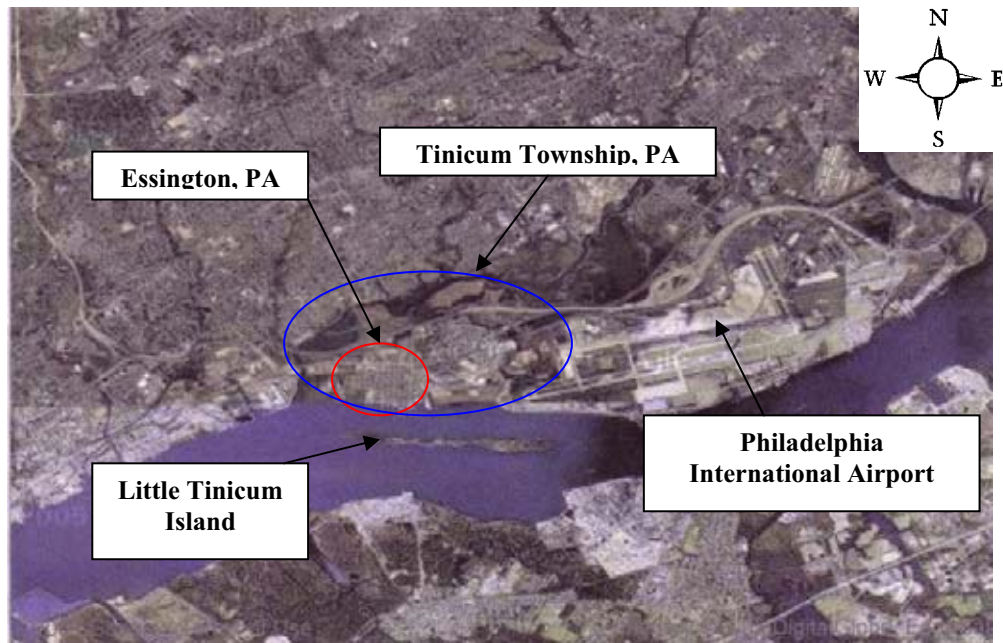 N
W E
S
Tinicum Township, PA
Essington, PA
Philadelphia
International Airport
Little Tinicum
Island